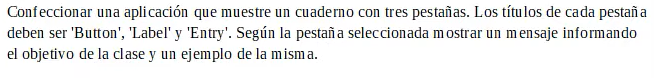 Confeccionar una aplicación que muestre un cuaderno con tres pestañas. Los títulos de cada pestaña
deben ser 'Button', 'Label' y 'Entry'. Según la pestaña seleccionada mostrar un mensaje informando
el objetivo de la clase y un ejemplo de la misma.